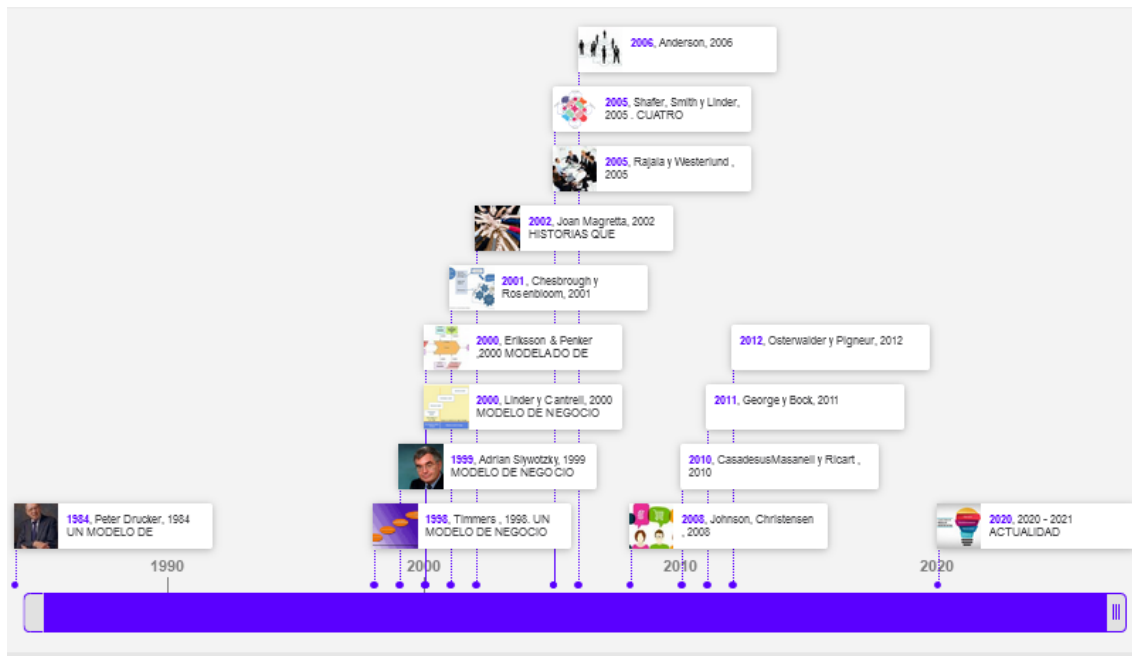 2006, Anderson, 2006
2005, Shafer, Smith y Linder,
2005 . CUATRO
2005, Rajala y Westerlund ,
2005
2002, Joan Magretta, 2002
HISTORIAS QUE
2001, Chesbrough y
Rosenbloom, 2001
2000, Eriksson & Penker
,2000 MODELADO DE
2012, Osterwalder y Pigneur, 2012
2000, Linder y Cantrell, 2000
MODELO DE NEGOCIO
2011, George y Bock, 2011
1999, Adrian Slywotzky, 1999
MODELO DE NEGOCIO
2010, CasadesusMasanell y Ricart ,
2010
1984, Peter Drucker, 1984
UN MODELO DE
1998, Timmers , 1998. UN
MODELO DE NEGOCIO
2008, Johnson, Christensen
, 2008
2020, 2020 - 2021
ACTUALIDAD
1990
2000
2010
2020